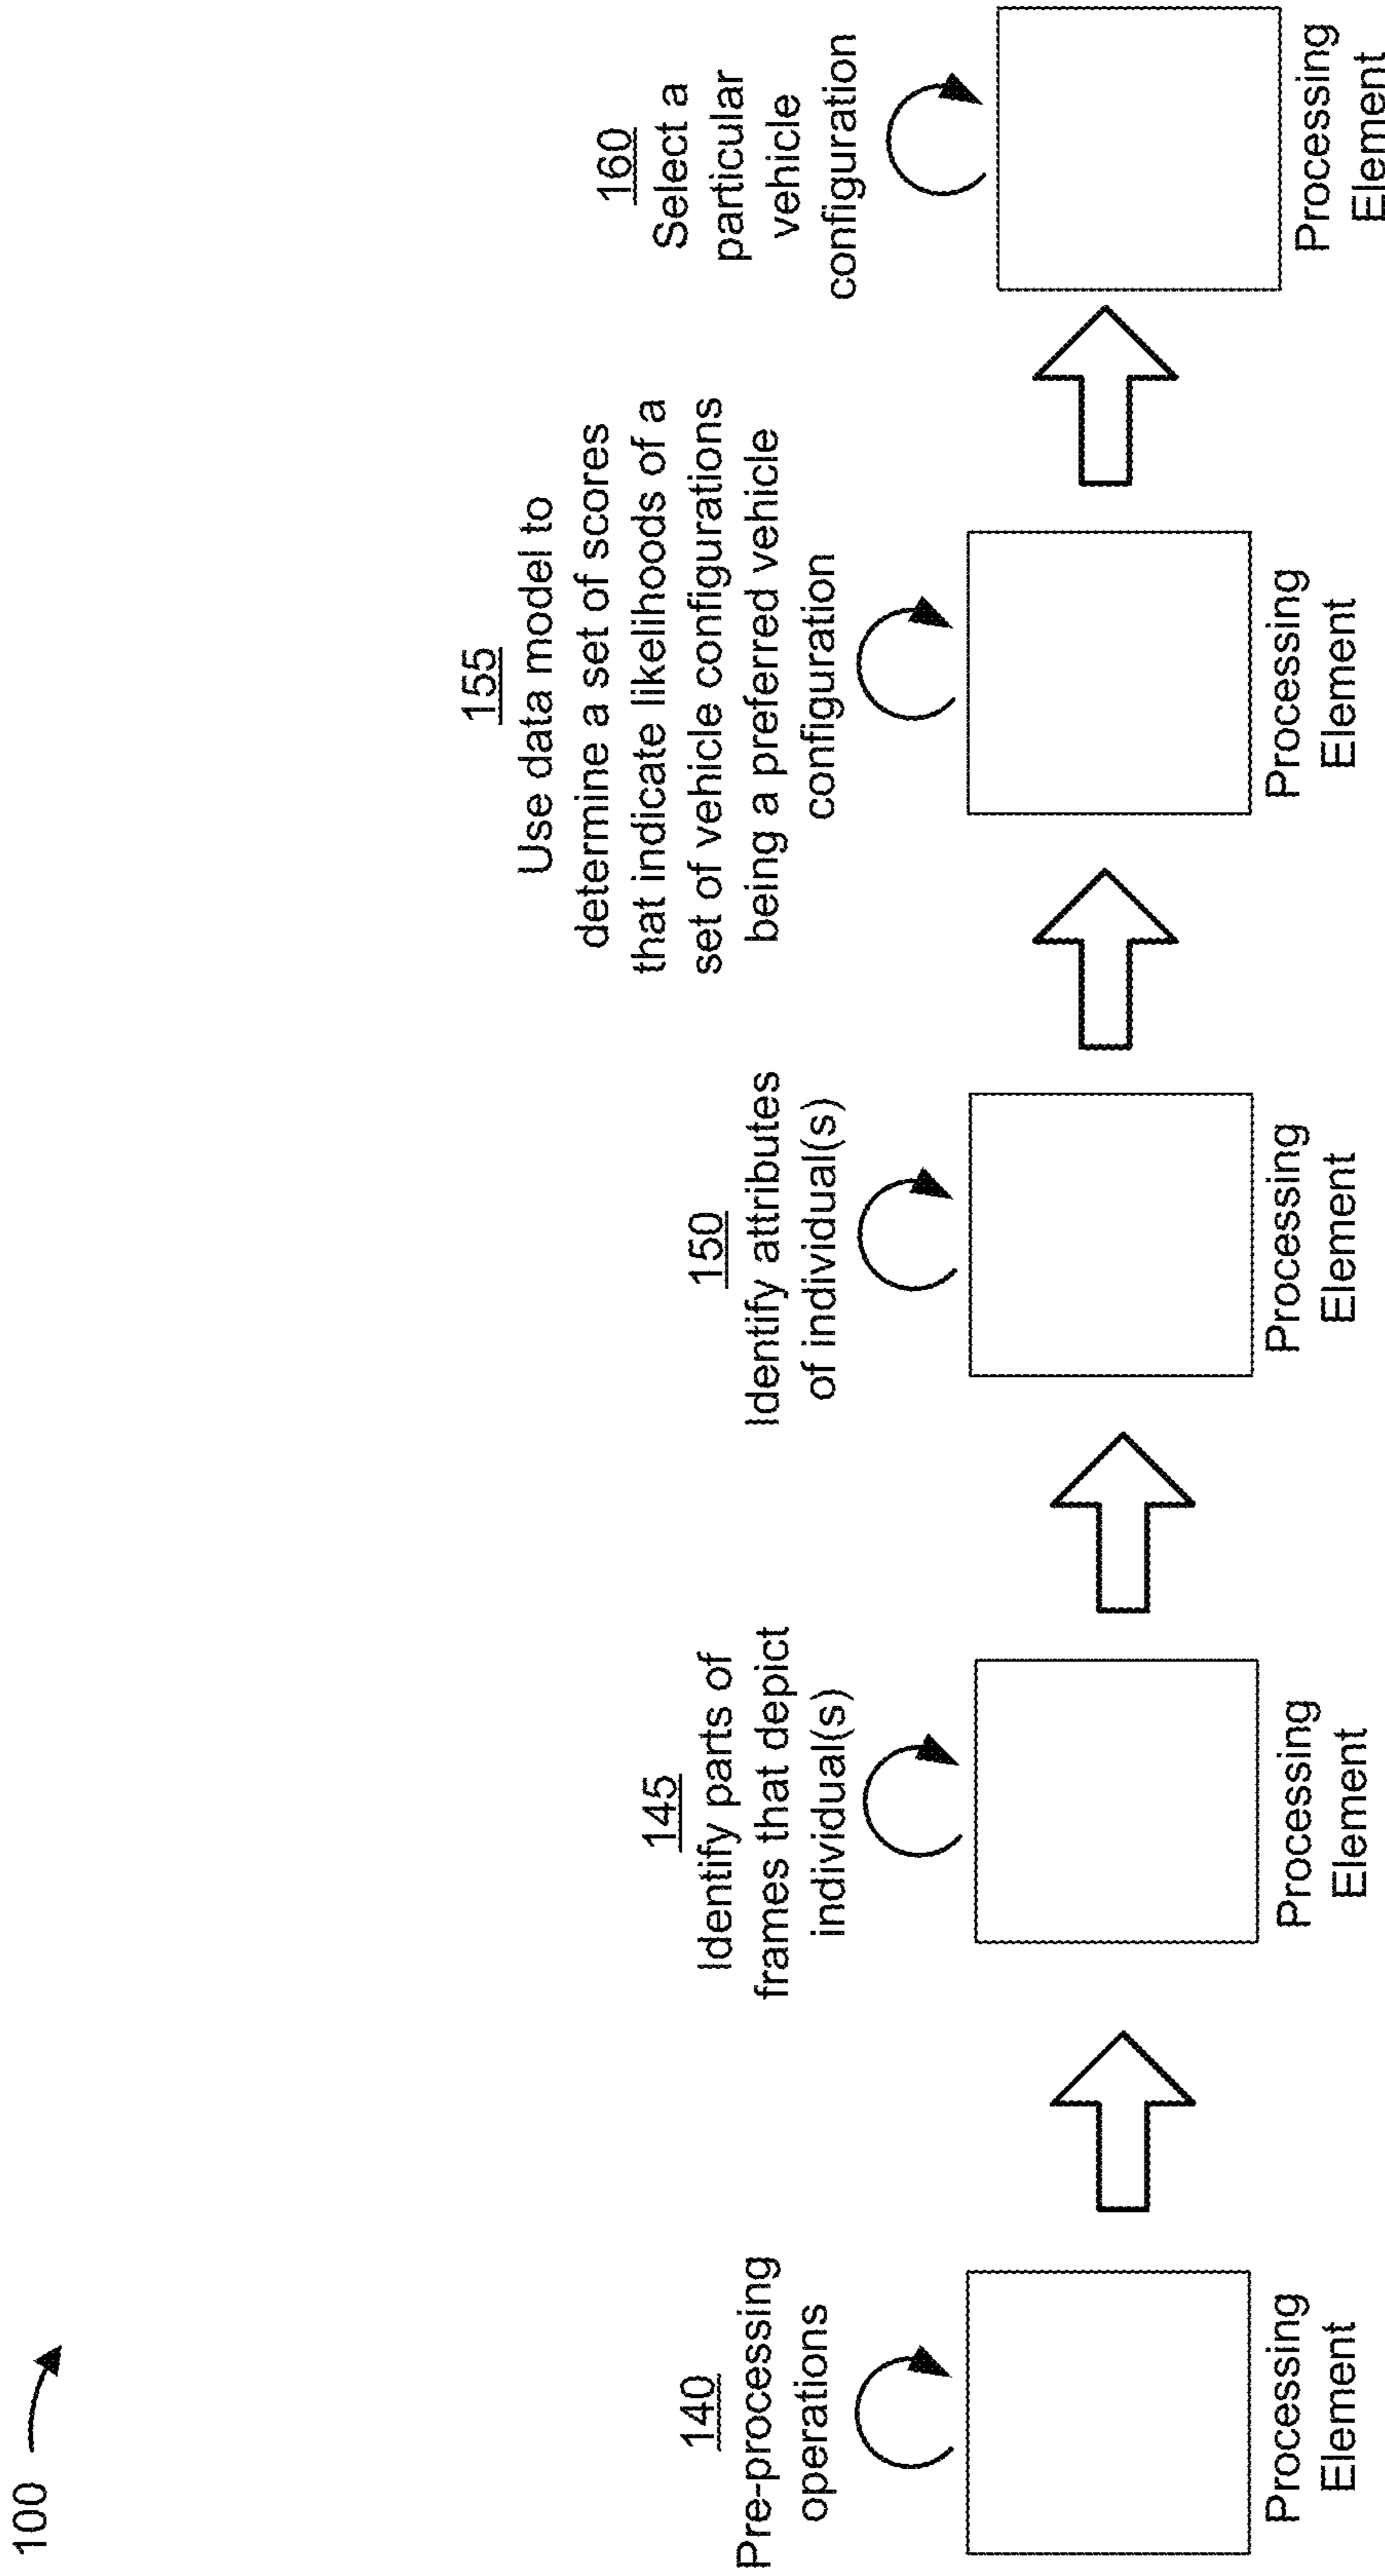 100
140
Pre-processing
operations
Processing
Element
145
Identify parts of
frames that depict
individual(s)
Processing
Element
150
Identify attributes
of individual(s)
Processing
Element
155
Use data model to
determine a set of scores
that indicate likelihoods of a
set of vehicle configurations
being a preferred vehicle
configuration
Processing
Element
160
Select a
particular
vehicle
configuration
Processing
Element